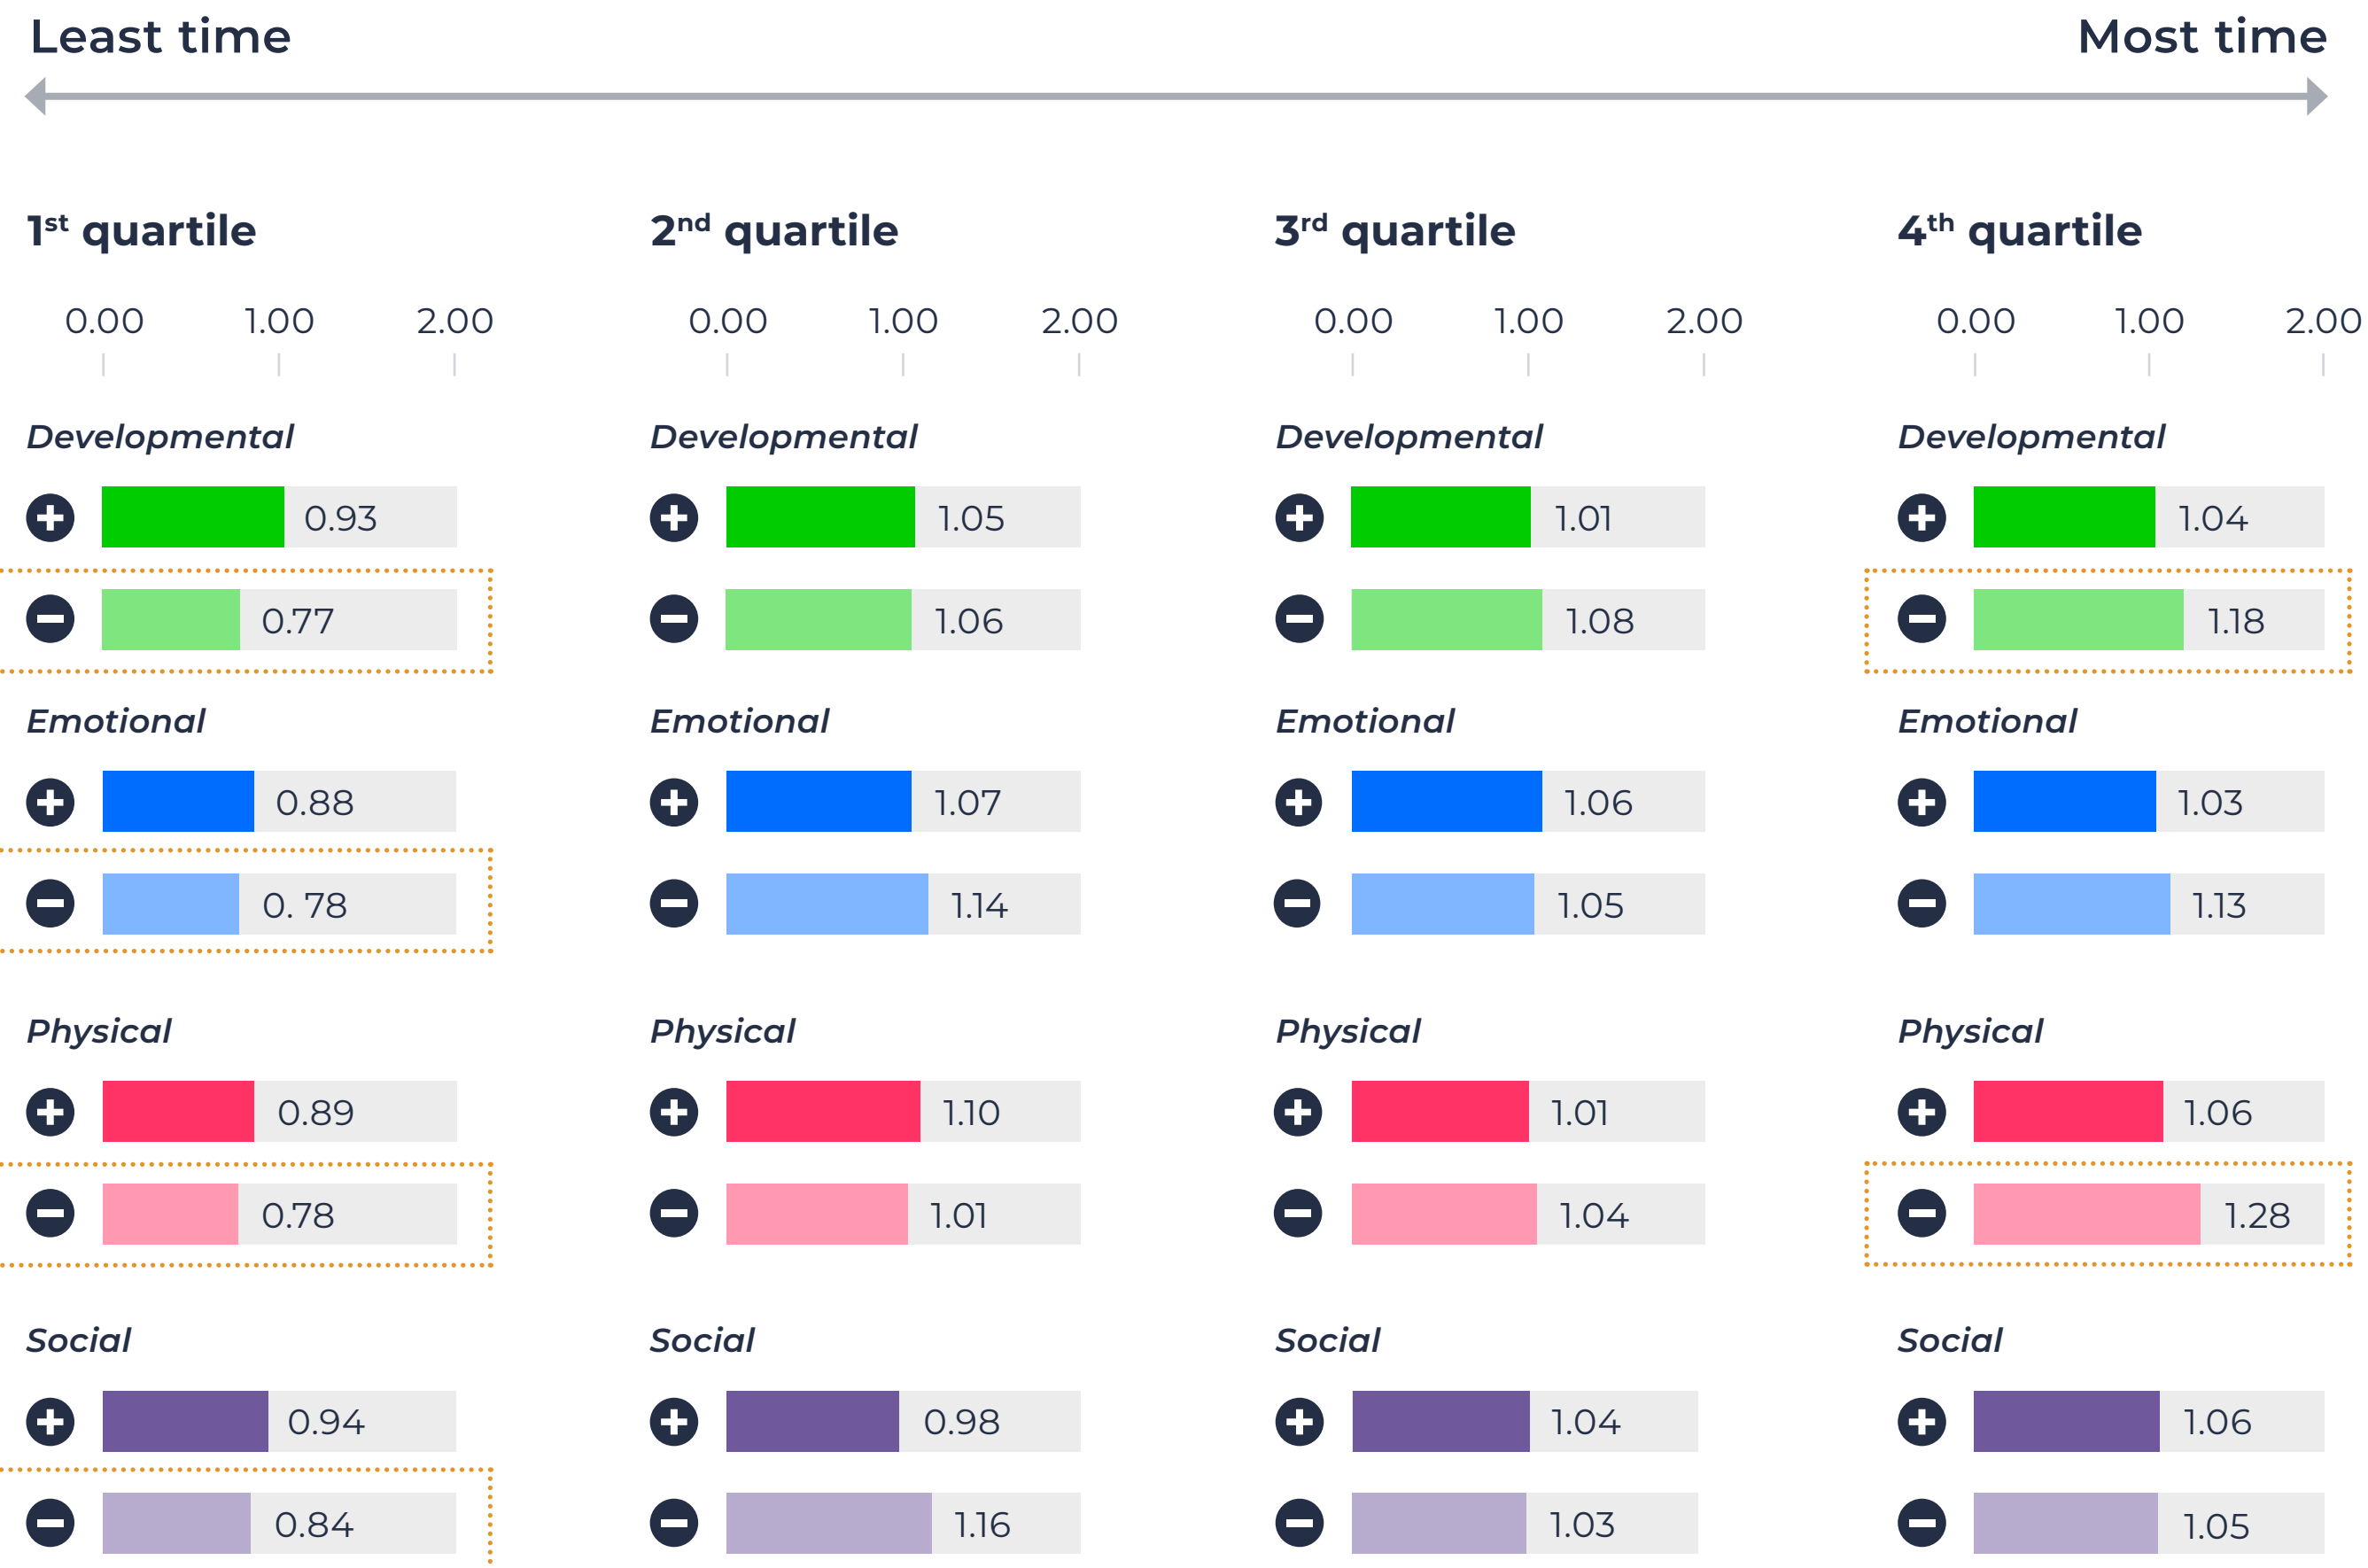 Least time Most time
1st quartile 2nd quartile 3rd quartile 4th quartile
0.00 1.00 2.00 0.00 1.00 2.00 0.00 1.00 2.00 0.00 1.00 2.00
Developmental Developmental Developmental Developmental
+ 0.93 + 1.05 + 1.01 + 1.04
− 0.77 − 1.06 − 1.08 − 1.18
Emotional Emotional Emotional Emotional
+ 0.88 + 1.07 + 1.06 + 1.03
− 0. 78 − 1.14 − 1.05 − 1.13
Physical Physical Physical Physical
+ 0.89 + 1.10 + 1.01 + 1.06
− 0.78 − 1.01 − 1.04 − 1.28
Social Social Social Social
+ 0.94 + 0.98 + 1.04 + 1.06
− 0.84 − 1.16 − 1.03 − 1.05